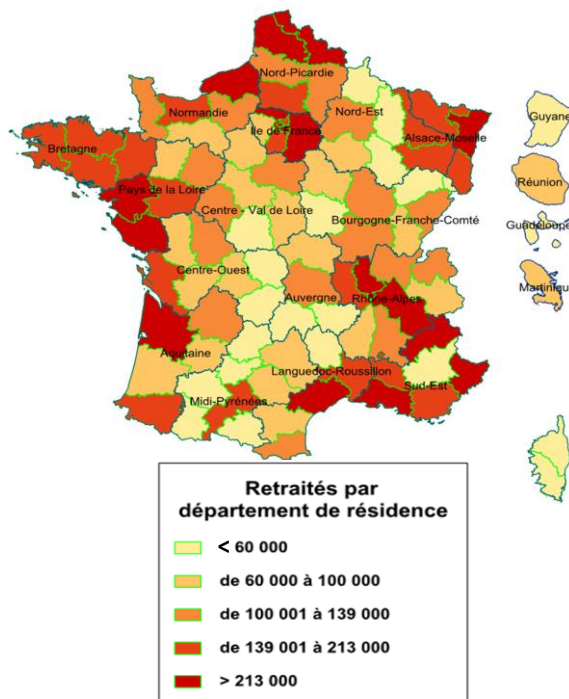 Nord-Picardie
Guyane
Normandie
Nord-Est
Ile de France
Alsace-Moselle
Bretagne
Réunion
Pays de la Loire
Centre - Val de Loire
Bourgogne-Franche-Comté
Guadeloupe
Centre-Ouest
Martinique
Auvergne
Rhône-Alpes
Aquitaine
Languedoc-Roussillon
Sud-Est
Midi-Pyrénées
Retraités par
département de résidence
< 60 000
de 60 000 à 100 000
de 100 001 à 139 000
de 139 001 à 213 000
> 213 000